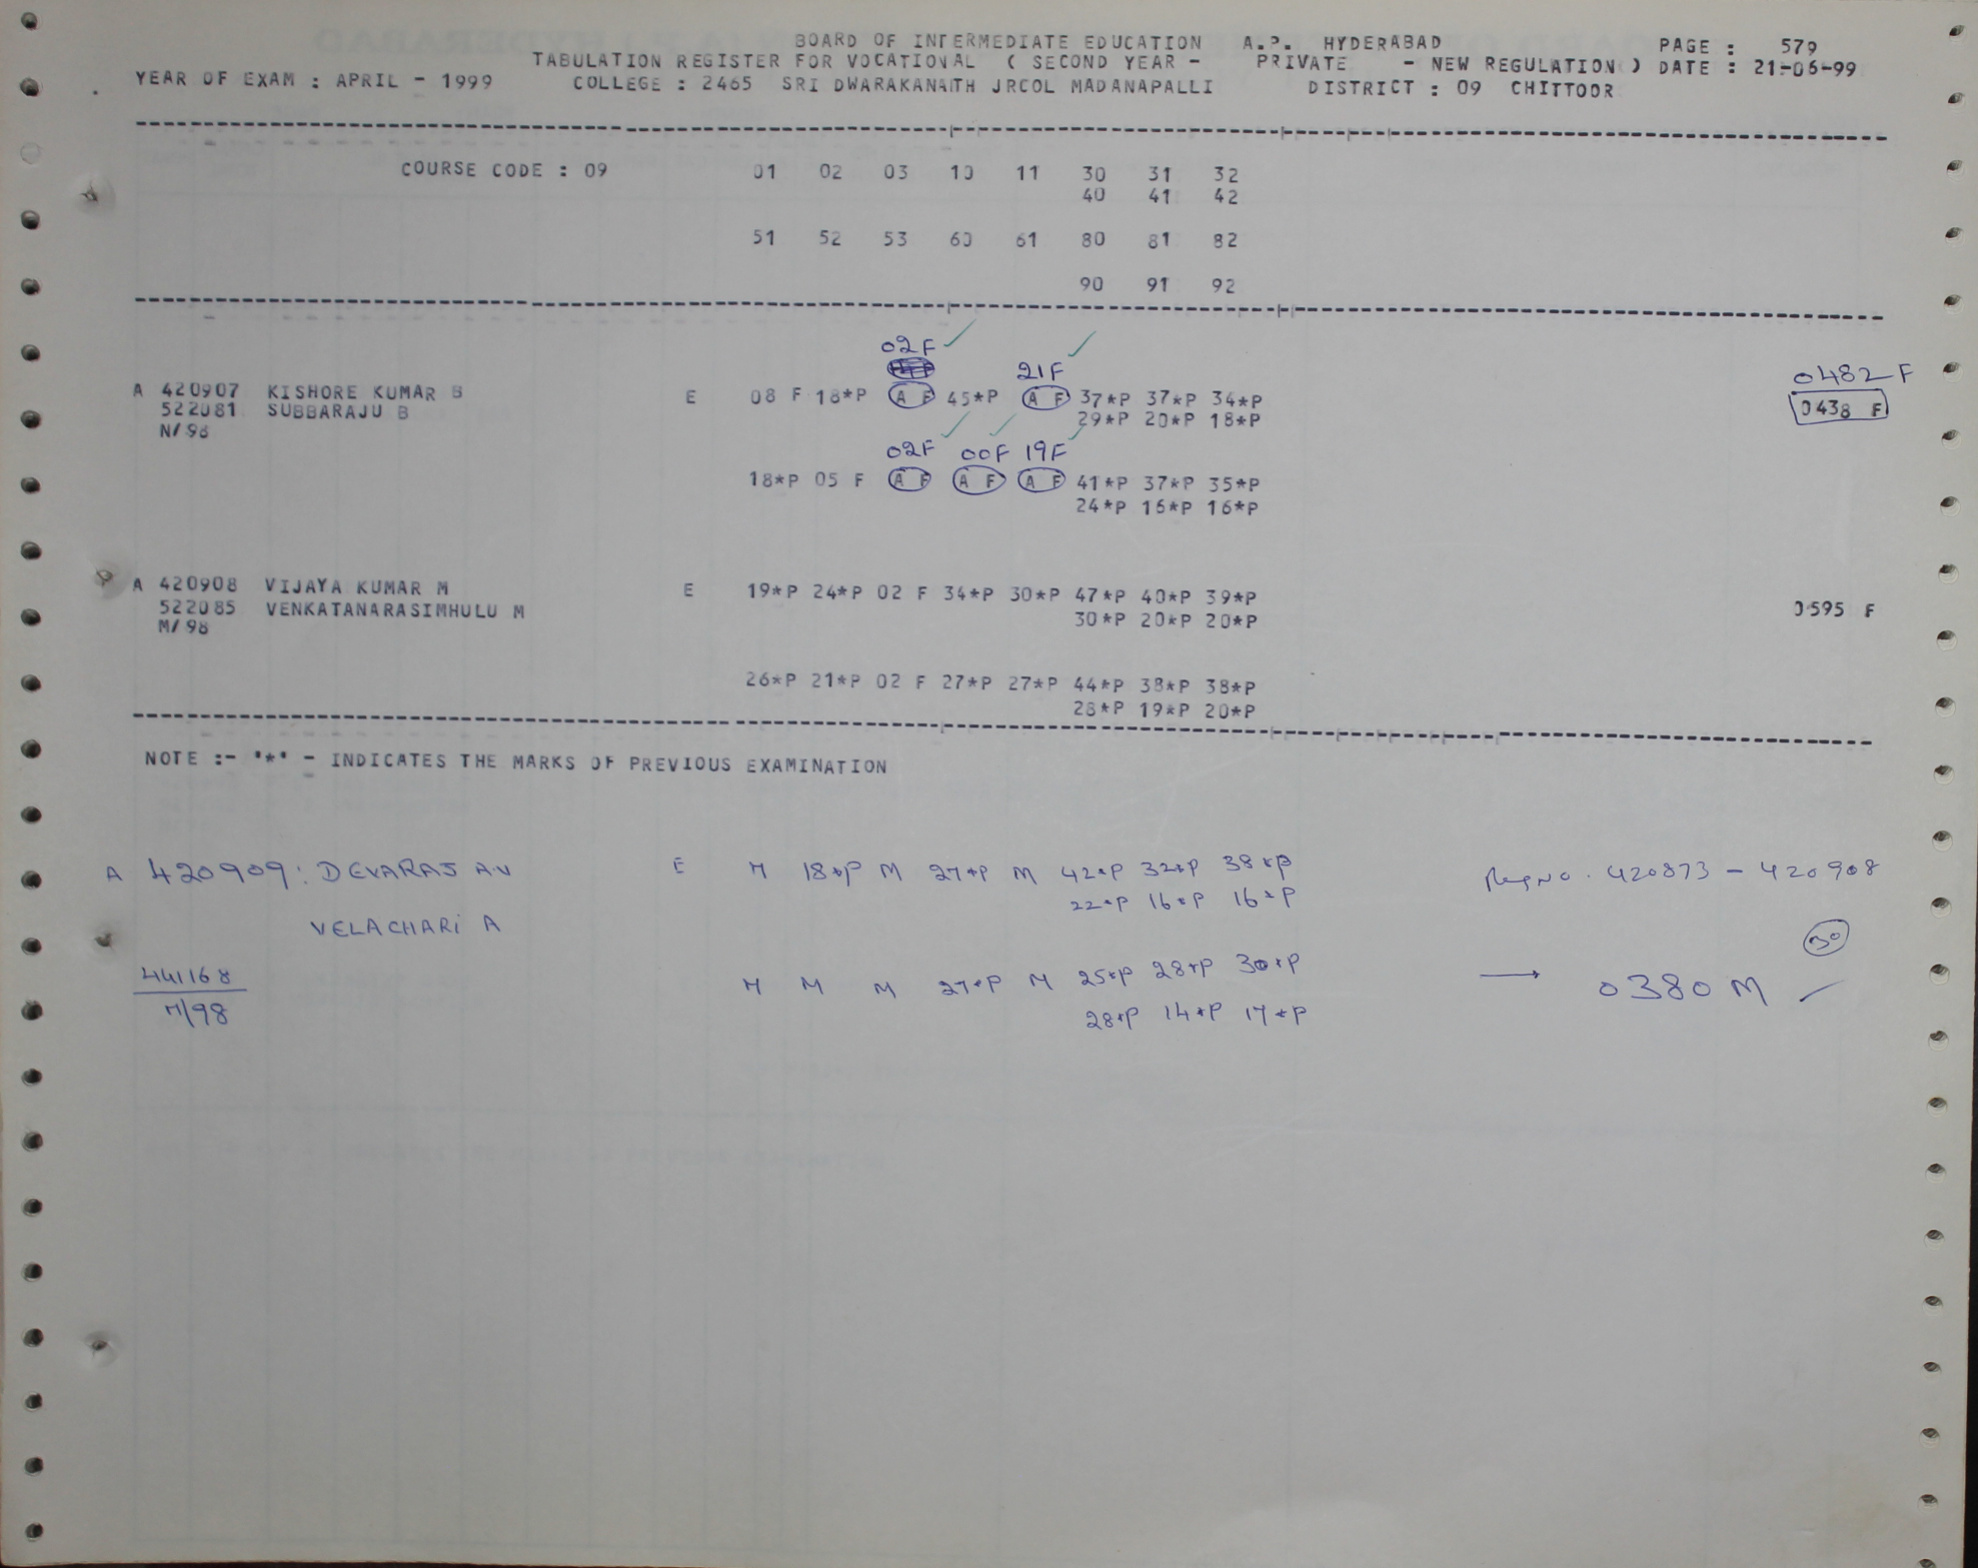 BOARD OF INTERMEDIATE EDUCATION A.P. HYDERABAD PAGE : 579
TABULATION REGISTER FOR VOCATIONAL ( SECOND YEAR - PRIVATE - NEW REGULATION ) DATE : 21-06-99
YEAR OF EXAM : APRIL - 1999 COLLEGE : 2465 SRI DWARAKANATH JRCOL MADANAPALLI DISTRICT : 09 CHITTOOR
COURSE CODE : 09 01 02 03 10 11 30 31 32
40 41 42
51 52 53 60 61 80 81 82
90 91 92
02F
21F 0482 F
A 420907 KISHORE KUMAR B E 08 F 18*P A F 45*P A F 37*P 37*P 34*P 0438 F
522081 SUBBARAJU B 29*P 20*P 18*P
N/98
02F 00F 19F
18*P 05 F A F A F A F 41*P 37*P 35*P
24*P 16*P 16*P
A 420908 VIJAYA KUMAR M E 19*P 24*P 02 F 34*P 30*P 47*P 40*P 39*P
522085 VENKATANARASIMHULU M 30*P 20*P 20*P 0595 F
M/98
26*P 21*P 02 F 27*P 27*P 44*P 38*P 38*P
28*P 19*P 20*P
NOTE :- '*' - INDICATES THE MARKS OF PREVIOUS EXAMINATION
A 420909: DEVARAJ A.V E M 18*P M 27*P M 42*P 32*P 38*P Reg No. 420873 - 420908
22*P 16*P 16*P
VELACHARI A
441168 M M M 27*P M 25*P 28*P 30*P → 0380 M
M/98 28*P 14*P 17*P